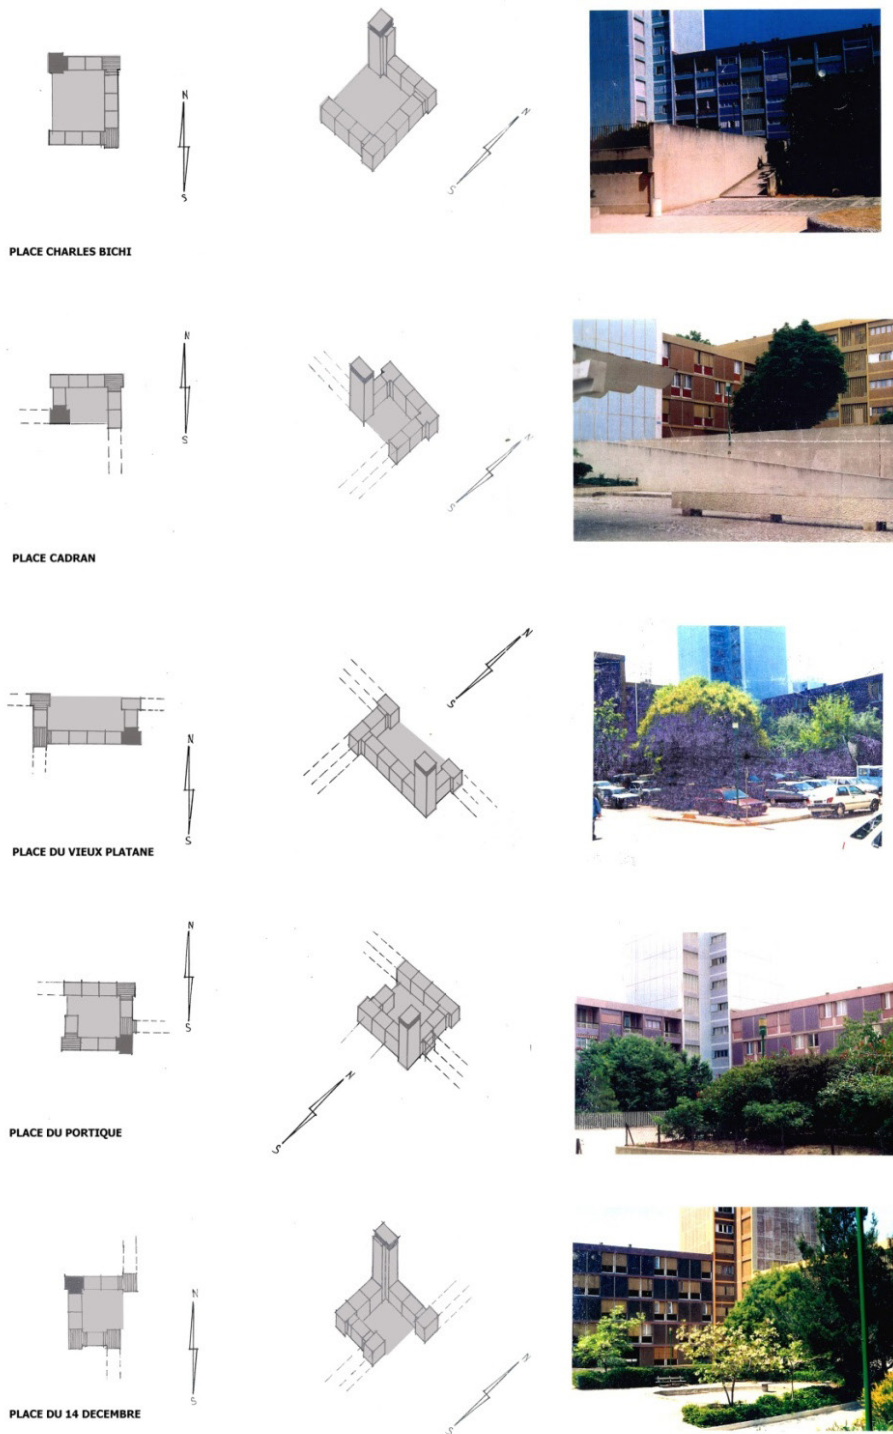 N
S
N
S
PLACE CHARLES BICHI
N
S
N
S
PLACE CADRAN
N
S
N
S
PLACE DU VIEUX PLATANE
N
S
N
S
PLACE DU PORTIQUE
N
S
N
S
PLACE DU 14 DECEMBRE